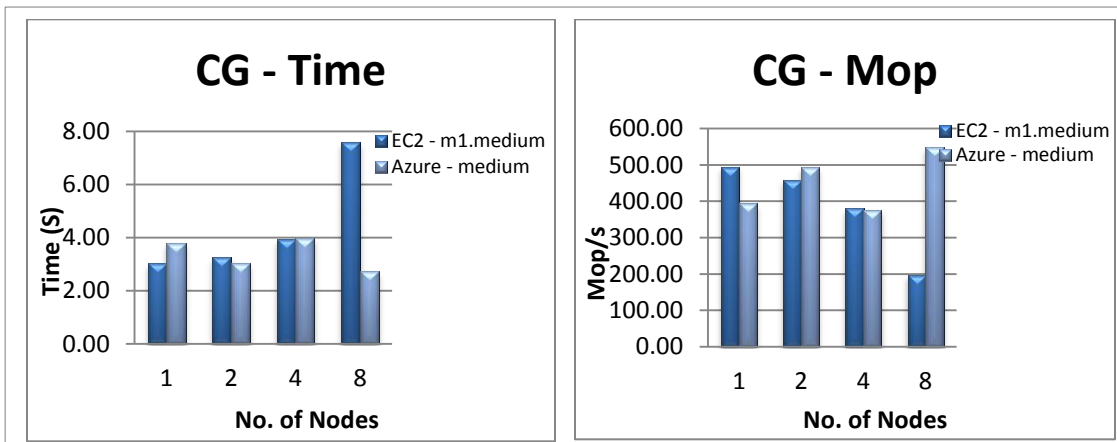 CG - Time
8.00
6.00
4.00
2.00
0.00
Time (S)
1 2 4 8
No. of Nodes
EC2 - m1.medium
Azure - medium
CG - Mop
600.00
500.00
400.00
300.00
200.00
100.00
0.00
Mop/s
1 2 4 8
No. of Nodes
EC2 - m1.medium
Azure - medium